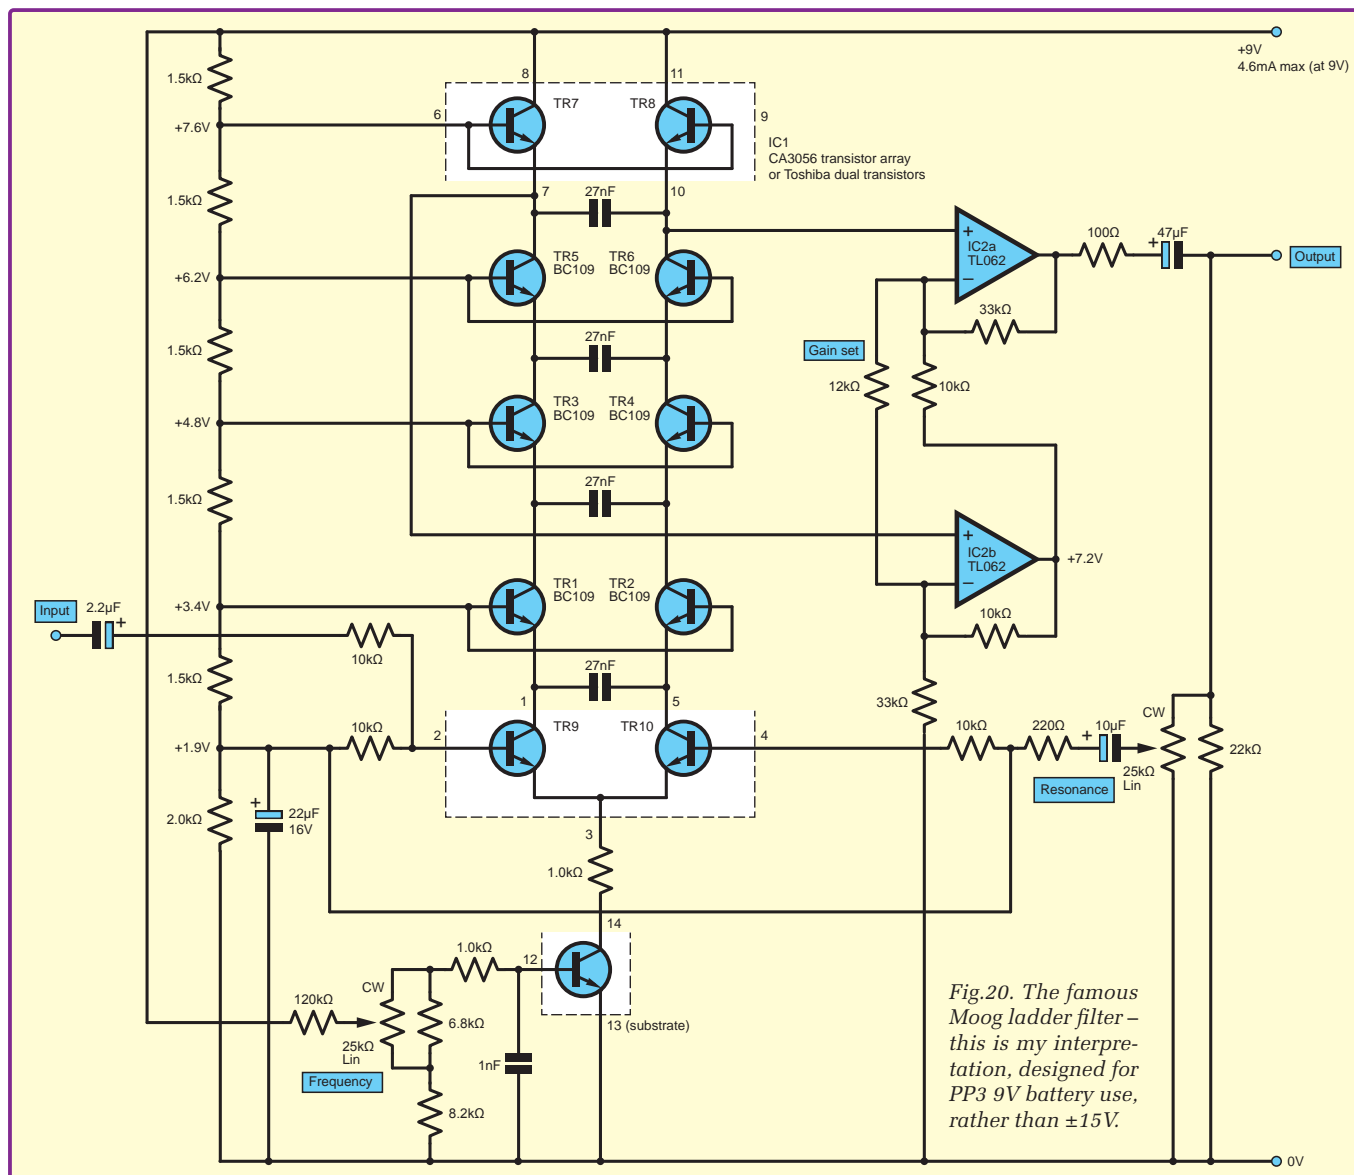 +9V
4.6mA max (at 9V)
1.5kΩ
8
11
TR7
TR8
6
9
+7.6V
IC1
CA3056 transistor array
or Toshiba dual transistors
7
27nF
10
1.5kΩ
100Ω
+
47µF
+
IC2a
TL062
−
Output
TR5
BC109
TR6
BC109
+6.2V
33kΩ
27nF
Gain set
1.5kΩ
12kΩ
10kΩ
TR3
BC109
TR4
BC109
+4.8V
27nF
1.5kΩ
+
IC2b
TL062
−
+7.2V
TR1
BC109
TR2
BC109
Input
2.2µF
+
+3.4V
10kΩ
10kΩ
27nF
1.5kΩ
1
5
33kΩ
10kΩ
TR9
TR10
2
4
10kΩ
220Ω
+
10µF
CW
+1.9V
22kΩ
25kΩ
Lin
Resonance
+
22µF
16V
2.0kΩ
3
1.0kΩ
14
1.0kΩ
12
CW
120kΩ
6.8kΩ
13 (substrate)
25kΩ
Lin
Frequency
1nF
8.2kΩ
Fig.20. The famous
Moog ladder filter –
this is my interpre-
tation, designed for
PP3 9V battery use,
rather than ±15V.
0V